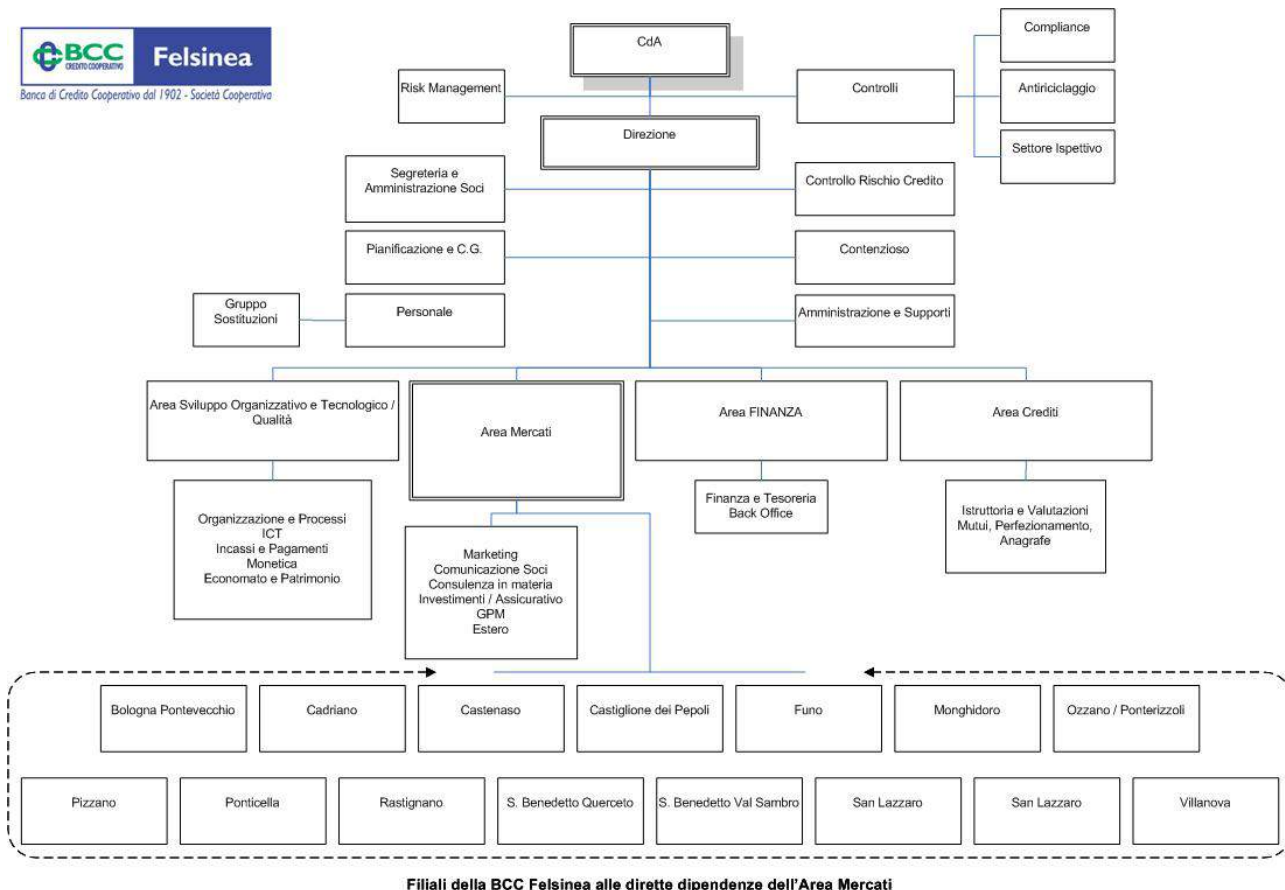 CdA
Compliance
BCC
CREDITO COOPERATIVO
Felsinea
Banca di Credito Cooperativo dal 1902 - Società Cooperativa
Risk Management
Controlli
Antiriciclaggio
Direzione
Settore Ispettivo
Segreteria e
Amministrazione Soci
Controllo Rischio Credito
Pianificazione e C.G.
Contenzioso
Gruppo
Sostituzioni
Personale
Amministrazione e Supporti
Area Sviluppo Organizzativo e Tecnologico /
Qualità
Area Mercati
Area FINANZA
Area Crediti
Organizzazione e Processi
ICT
Incassi e Pagamenti
Monetica
Economato e Patrimonio
Marketing
Comunicazione Soci
Consulenza in materia
Investimenti / Assicurativo
GPM
Estero
Finanza e Tesoreria
Back Office
Istruttoria e Valutazioni
Mutui, Perfezionamento,
Anagrafe
Bologna Pontevecchio
Cadriano
Castenaso
Castiglione dei Pepoli
Funo
Monghidoro
Ozzano / Ponterizzoli
Pizzano
Ponticella
Rastignano
S. Benedetto Querceto
S. Benedetto Val Sambro
San Lazzaro
San Lazzaro
Villanova
Filiali della BCC Felsinea alle dirette dipendenze dell'Area Mercati